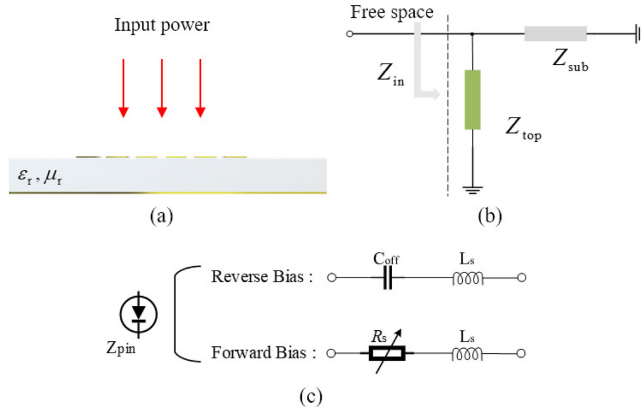 Input power
εr , μr
(a)
Free space
Zin
Zsub
Ztop
(b)
Zpin
Reverse Bias :
Coff
Ls
Forward Bias :
Rs
Ls
(c)